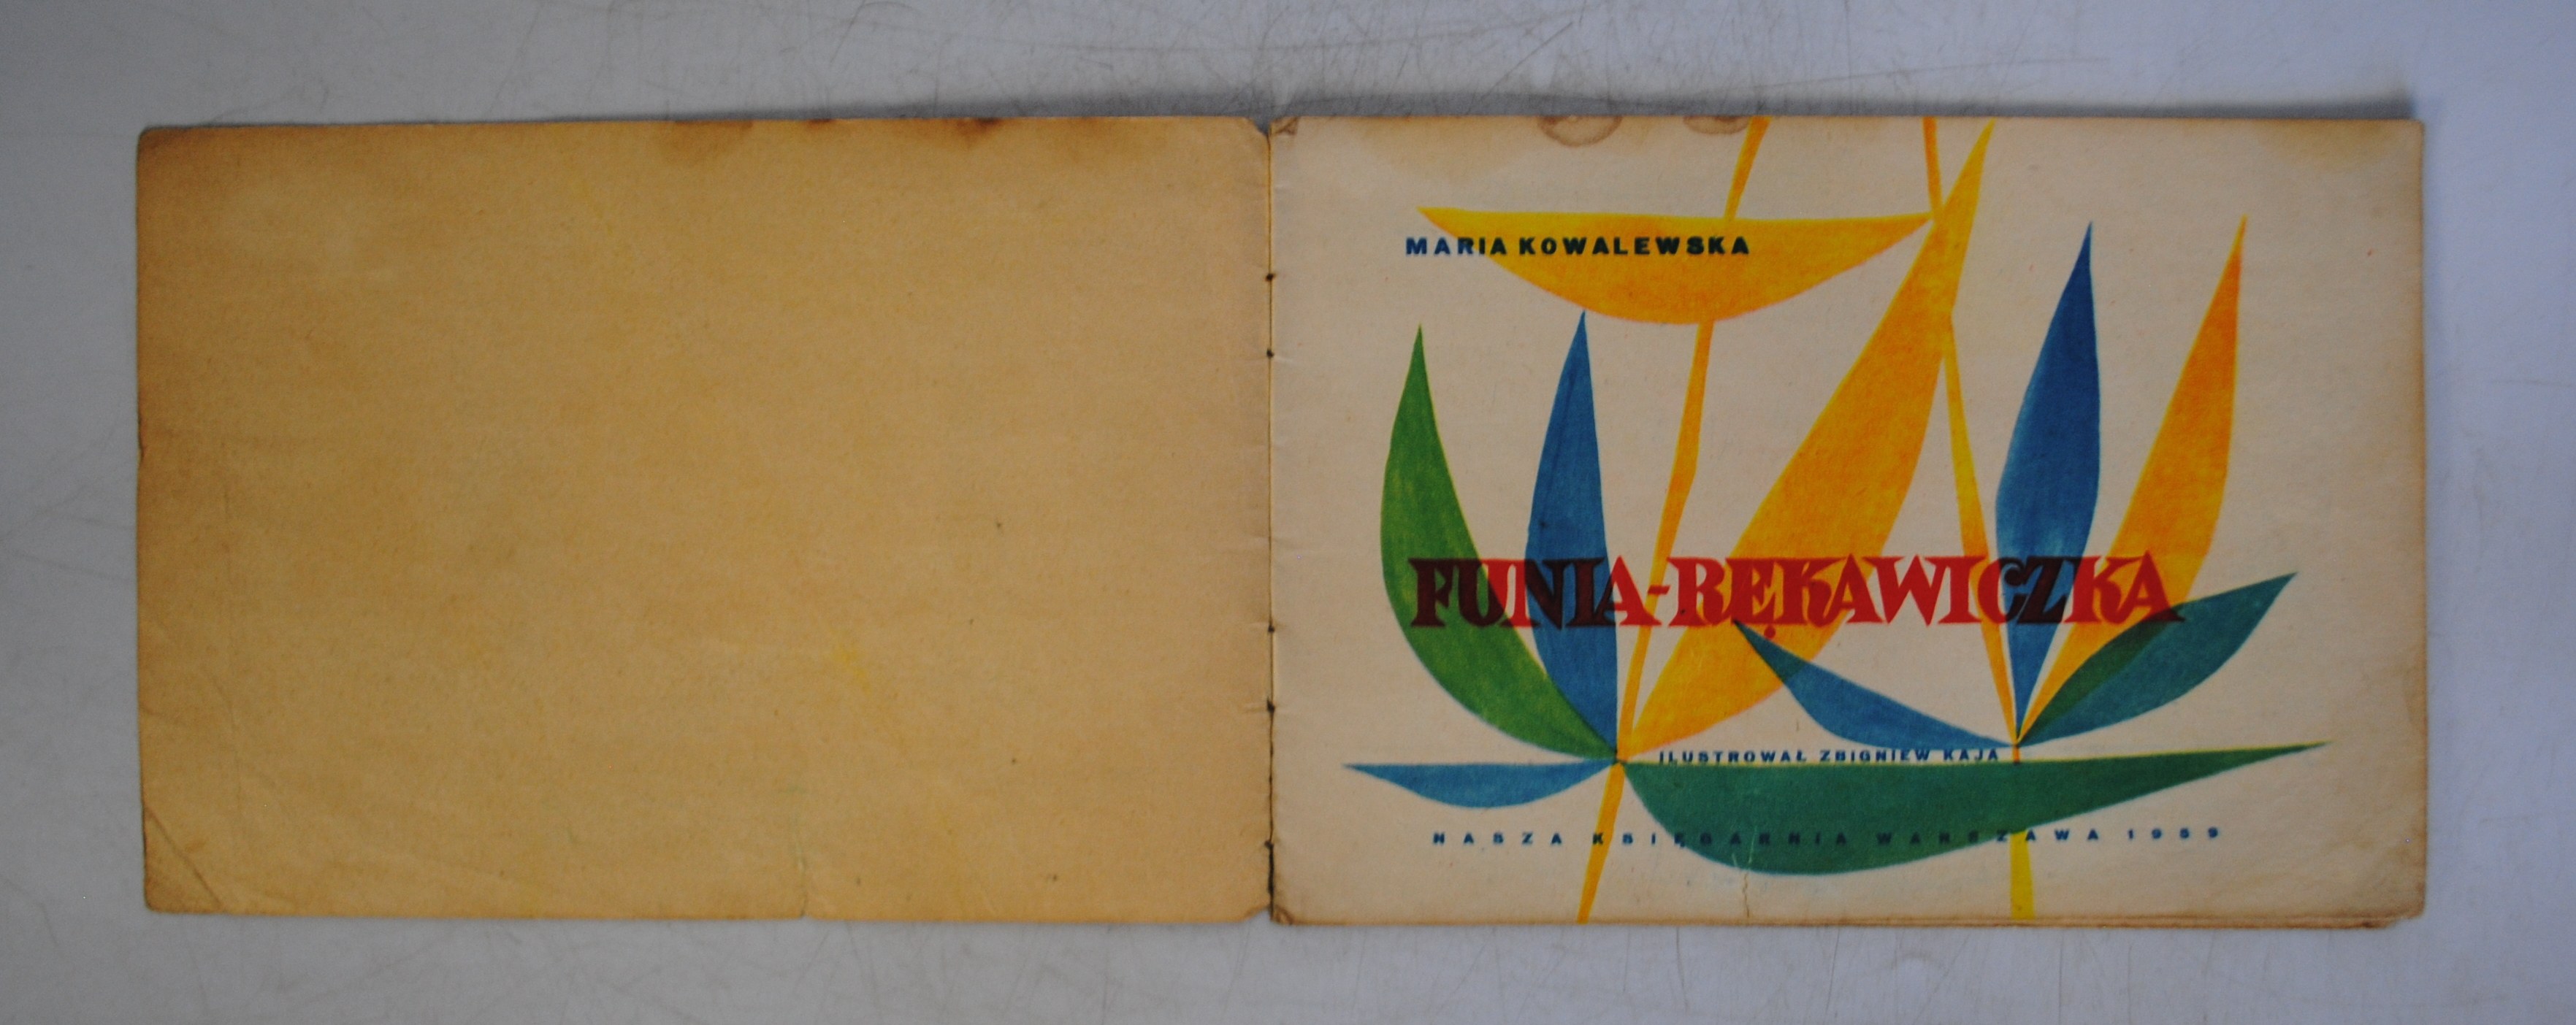 MARIA KOWALEWSKA
FUNIA-RĘKAWICZKA
ILUSTROWAŁ ZBIGNIEW KAJA
NASZA KSIĘGARNIA WARSZAWA 1959